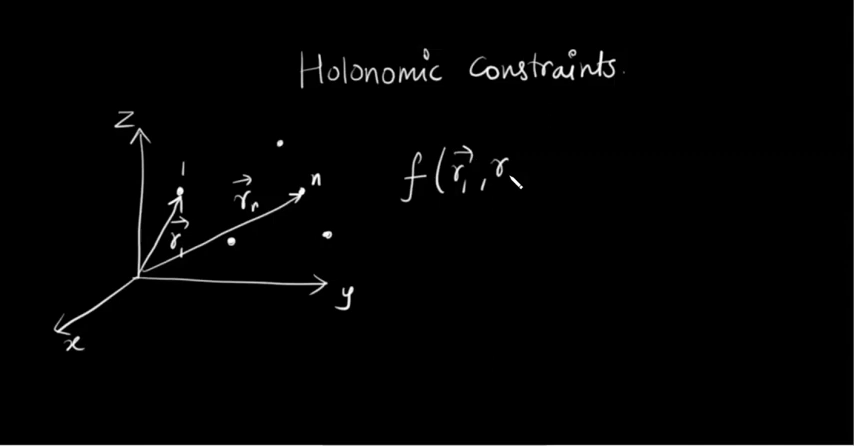 Holonomic constraints.
z
1
n
r⃗n
f(r⃗1, r
r⃗1
y
x